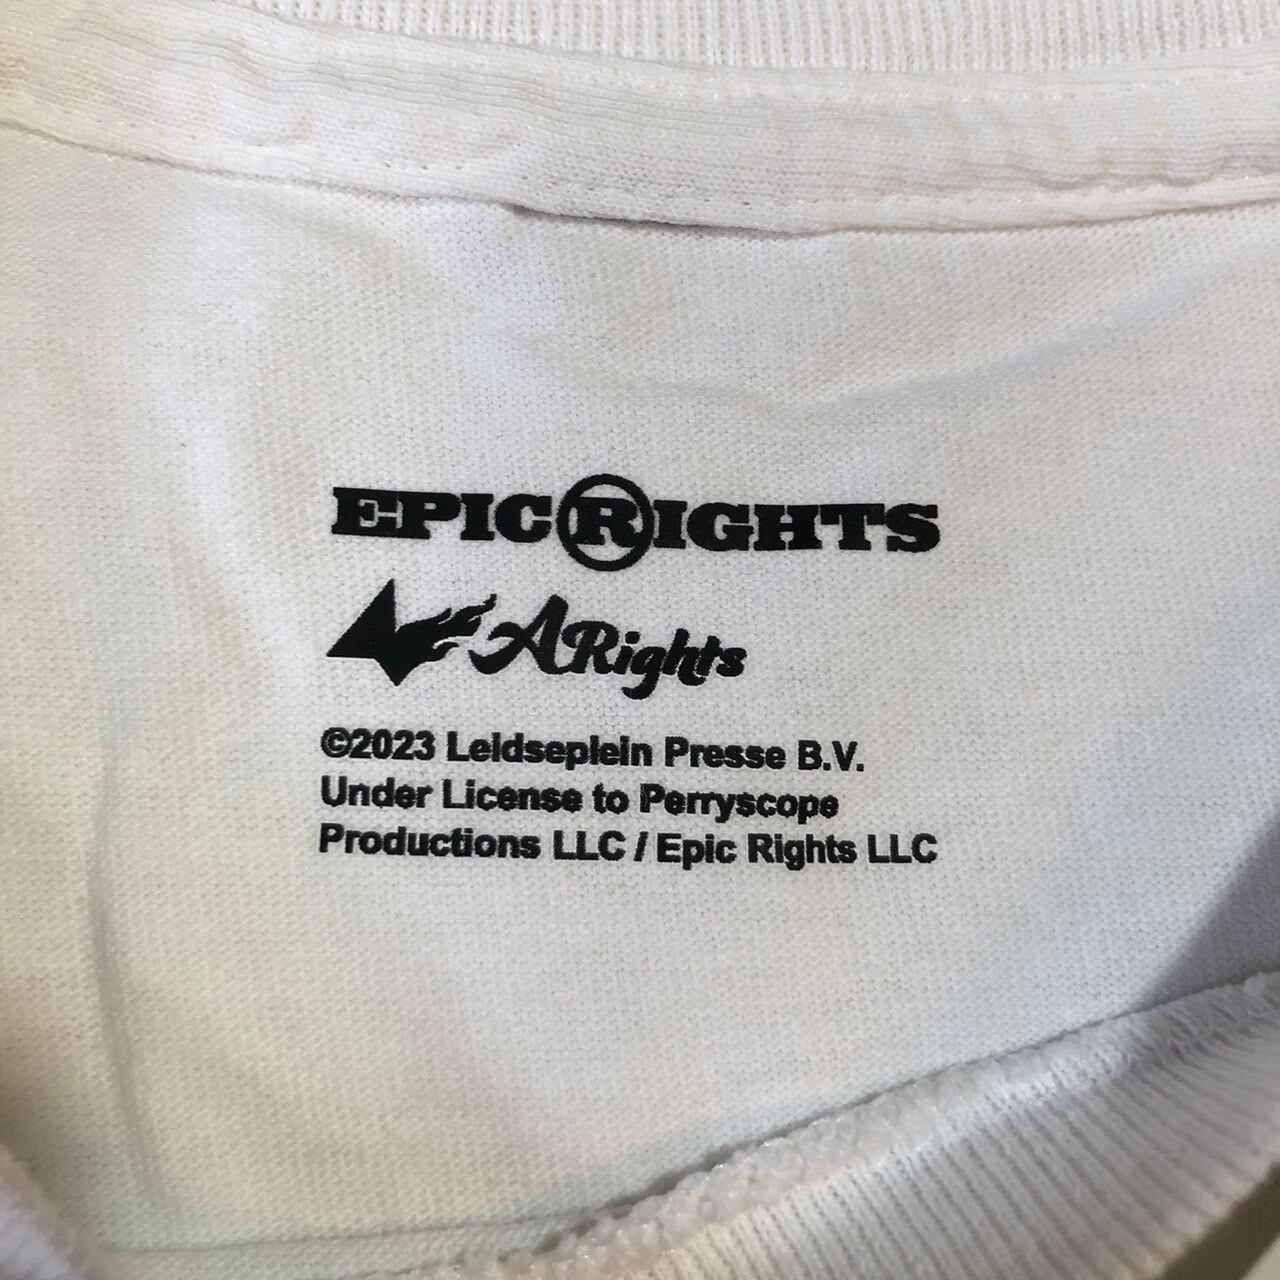 EPIC RIGHTS
ARights
©2023 Leidseplein Presse B.V.
Under License to Perryscope
Productions LLC / Epic Rights LLC